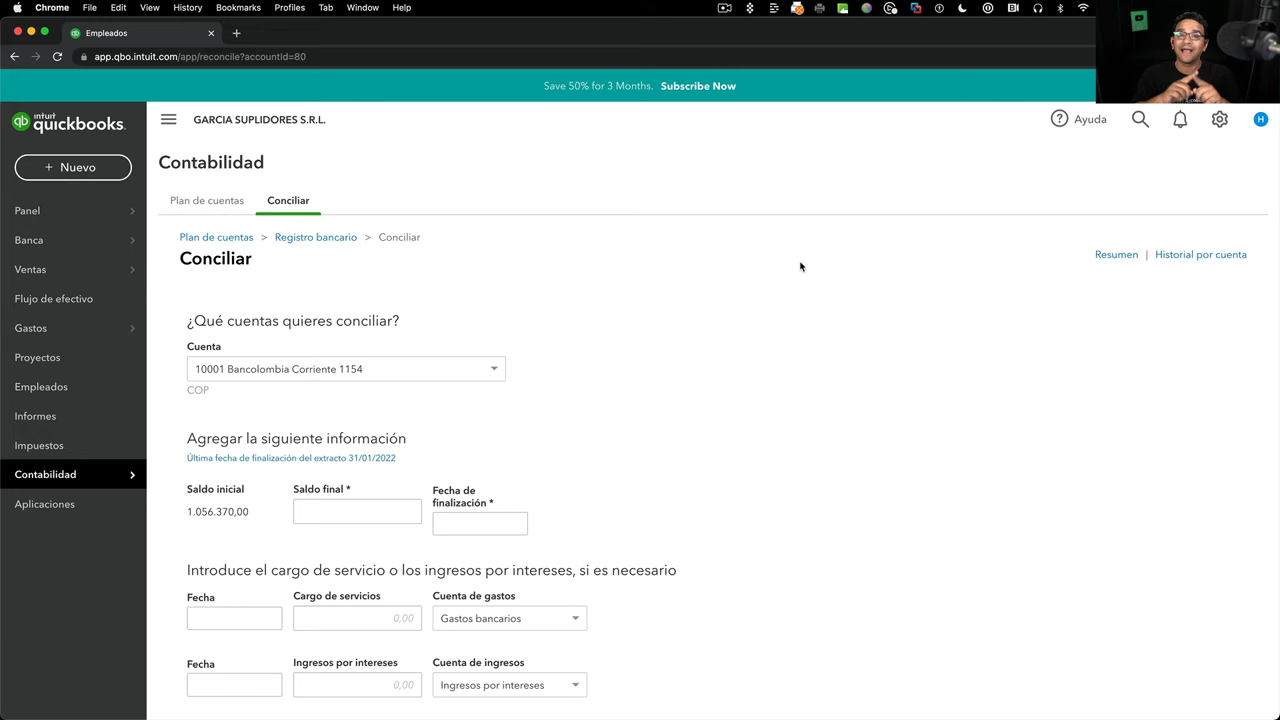 Chrome File Edit View History Bookmarks Profiles Tab Window Help
Empleados
app.qbo.intuit.com/app/reconcile?accountId=80
Save 50% for 3 Months. Subscribe Now
intuit quickbooks.
GARCIA SUPLIDORES S.R.L.
Ayuda
H
+ Nuevo
Contabilidad
Plan de cuentas Conciliar
Panel
Banca
Ventas
Flujo de efectivo
Gastos
Proyectos
Empleados
Informes
Impuestos
Contabilidad
Aplicaciones
Plan de cuentas > Registro bancario > Conciliar
Conciliar
Resumen | Historial por cuenta
¿Qué cuentas quieres conciliar?
Cuenta
10001 Bancolombia Corriente 1154
COP
Agregar la siguiente información
Última fecha de finalización del extracto 31/01/2022
Saldo inicial
1.056.370,00
Saldo final *
Fecha de
finalización *
Introduce el cargo de servicio o los ingresos por intereses, si es necesario
Fecha Cargo de servicios Cuenta de gastos
0,00 Gastos bancarios
Fecha Ingresos por intereses Cuenta de ingresos
0,00 Ingresos por intereses